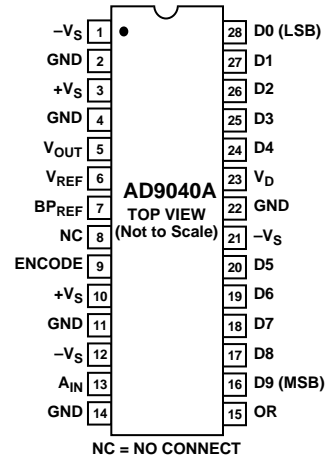 –VS 1 28 D0 (LSB)
GND 2 27 D1
+VS 3 26 D2
GND 4 25 D3
VOUT 5 24 D4
VREF 6 23 VD
BPREF 7 22 GND
NC 8 21 –VS
ENCODE 9 20 D5
+VS 10 19 D6
GND 11 18 D7
–VS 12 17 D8
AIN 13 16 D9 (MSB)
GND 14 15 OR
AD9040A
TOP VIEW
(Not to Scale)
NC = NO CONNECT